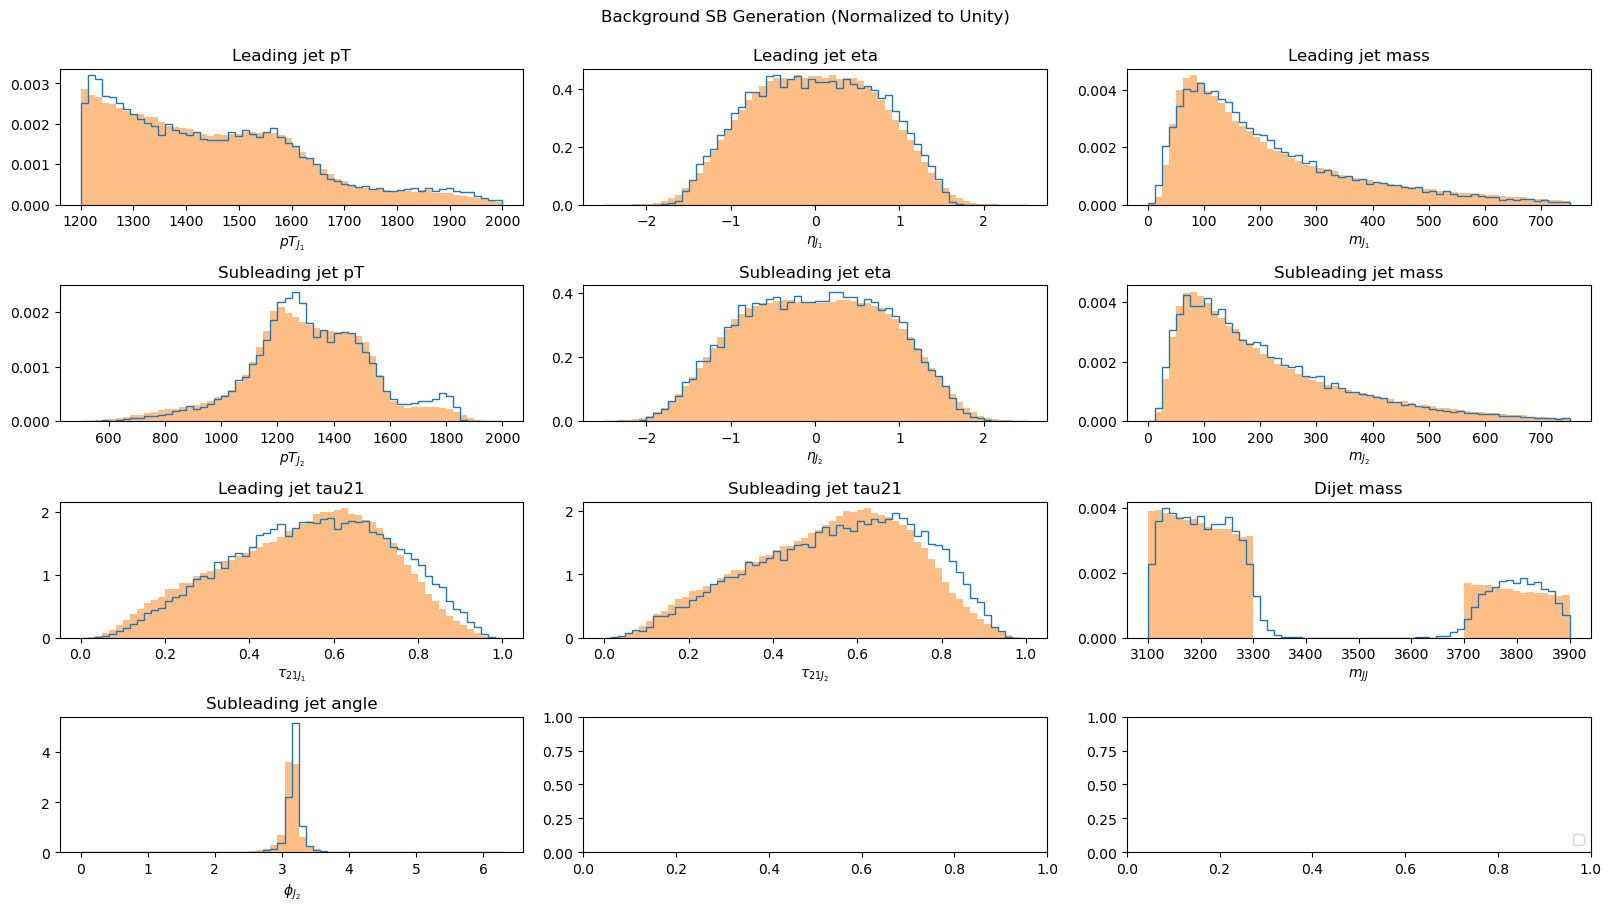 Background SB Generation (Normalized to Unity)
Leading jet pT
Leading jet eta
Leading jet mass
0.003
0.002
0.001
0.000
0.4
0.2
0.0
0.004
0.002
0.000
1200 1300 1400 1500 1600 1700 1800 1900 2000
−2 −1 0 1 2
0 100 200 300 400 500 600 700
pT_{J_1}
η_{J_1}
m_{J_1}
Subleading jet pT
Subleading jet eta
Subleading jet mass
0.002
0.001
0.000
0.4
0.2
0.0
0.004
0.002
0.000
600 800 1000 1200 1400 1600 1800 2000
−2 −1 0 1 2
0 100 200 300 400 500 600 700
pT_{J_2}
η_{J_2}
m_{J_2}
Leading jet tau21
Subleading jet tau21
Dijet mass
2
1
0
2
1
0
0.004
0.002
0.000
0.0 0.2 0.4 0.6 0.8 1.0
0.0 0.2 0.4 0.6 0.8 1.0
3100 3200 3300 3400 3500 3600 3700 3800 3900
τ_{21J_1}
τ_{21J_2}
m_{JJ}
Subleading jet angle
4
2
0
1.00
0.75
0.50
0.25
0.00
1.00
0.75
0.50
0.25
0.00
0 1 2 3 4 5 6
0.0 0.2 0.4 0.6 0.8 1.0
0.0 0.2 0.4 0.6 0.8 1.0
ϕ_{J_2}